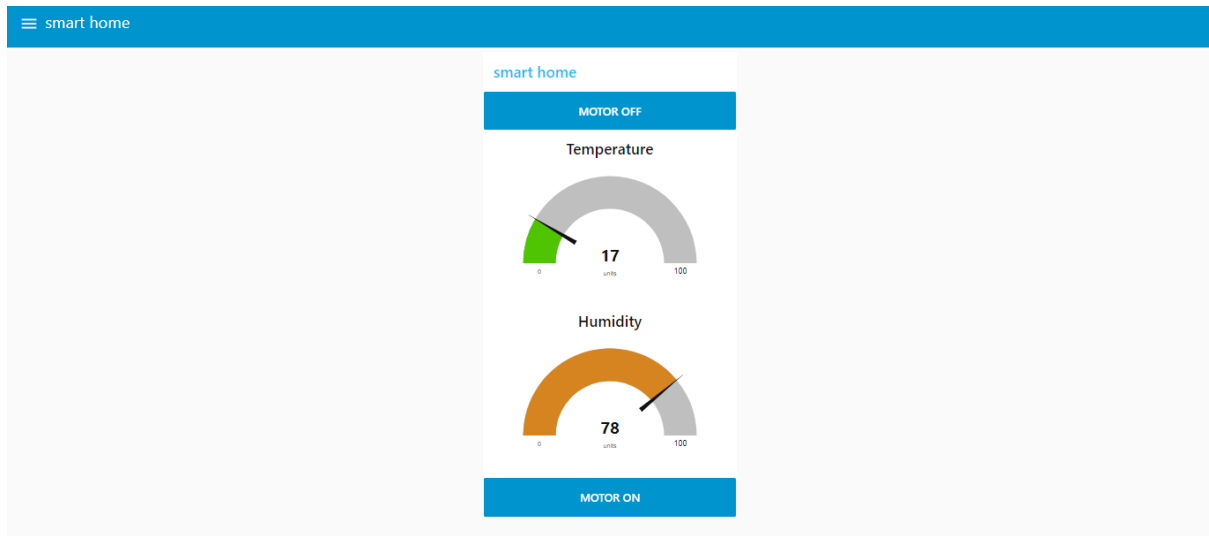 smart home
smart home
MOTOR OFF
Temperature
17
units
0
100
Humidity
78
units
0
100
MOTOR ON